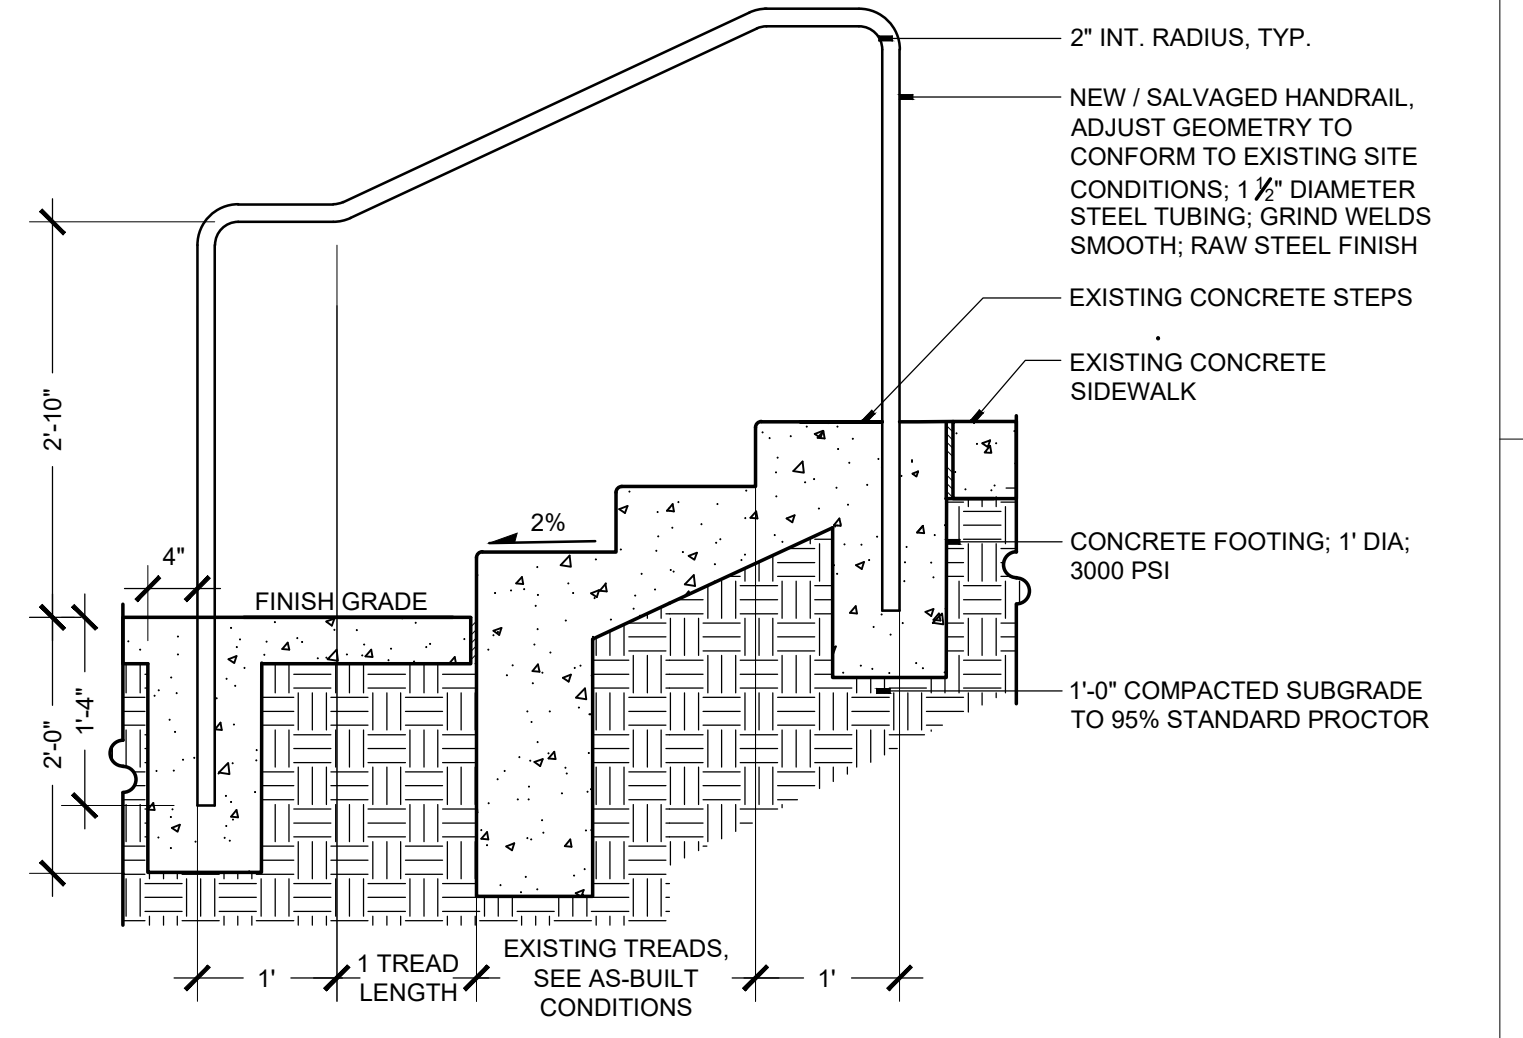 2" INT. RADIUS, TYP.
NEW / SALVAGED HANDRAIL,
ADJUST GEOMETRY TO
CONFORM TO EXISTING SITE
CONDITIONS; 1 ½" DIAMETER
STEEL TUBING; GRIND WELDS
SMOOTH; RAW STEEL FINISH
EXISTING CONCRETE STEPS
EXISTING CONCRETE
SIDEWALK
2'-10"
2%
4"
FINISH GRADE
CONCRETE FOOTING; 1' DIA;
3000 PSI
1'-4"
2'-0"
1'-0" COMPACTED SUBGRADE
TO 95% STANDARD PROCTOR
1'
1 TREAD
LENGTH
EXISTING TREADS,
SEE AS-BUILT
CONDITIONS
1'